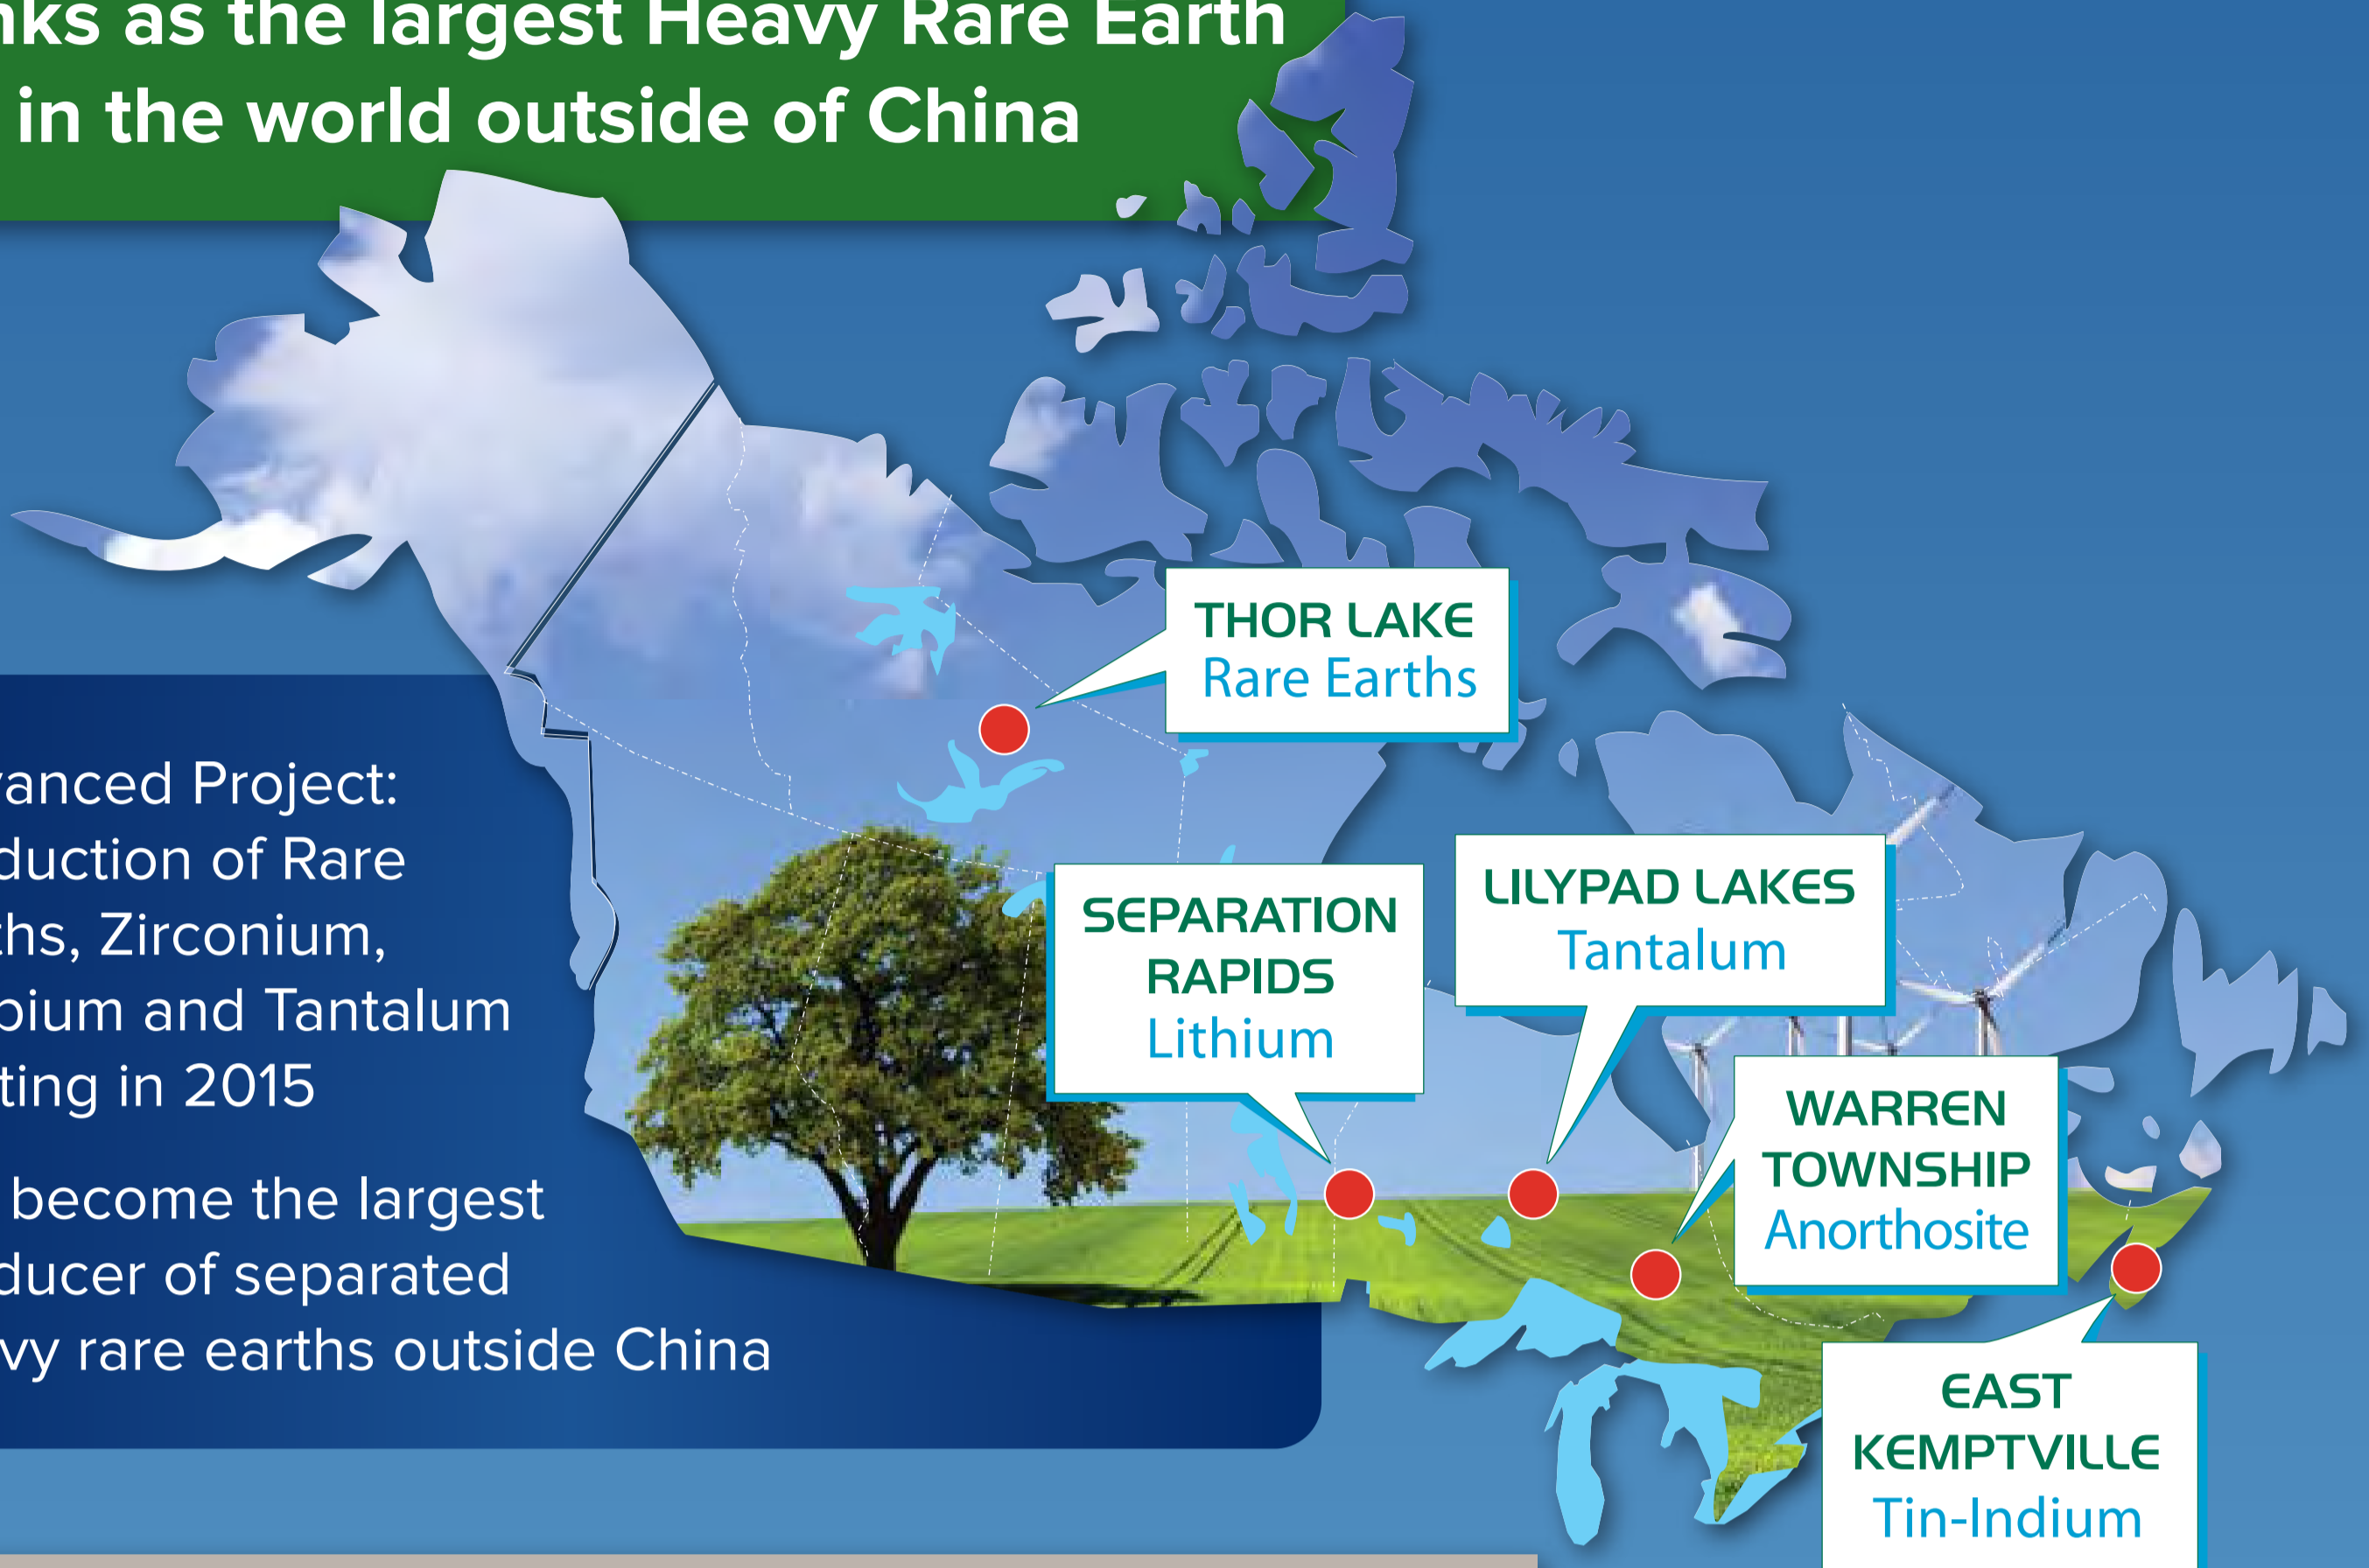 nks as the largest Heavy Rare Earth
in the world outside of China
THOR LAKE
Rare Earths
vanced Project:
duction of Rare
ths, Zirconium,
bium and Tantalum
ting in 2015
become the largest
ducer of separated
vy rare earths outside China
SEPARATION
RAPIDS
Lithium
LILYPAD LAKES
Tantalum
WARREN
TOWNSHIP
Anorthosite
EAST
KEMPTVILLE
Tin-Indium